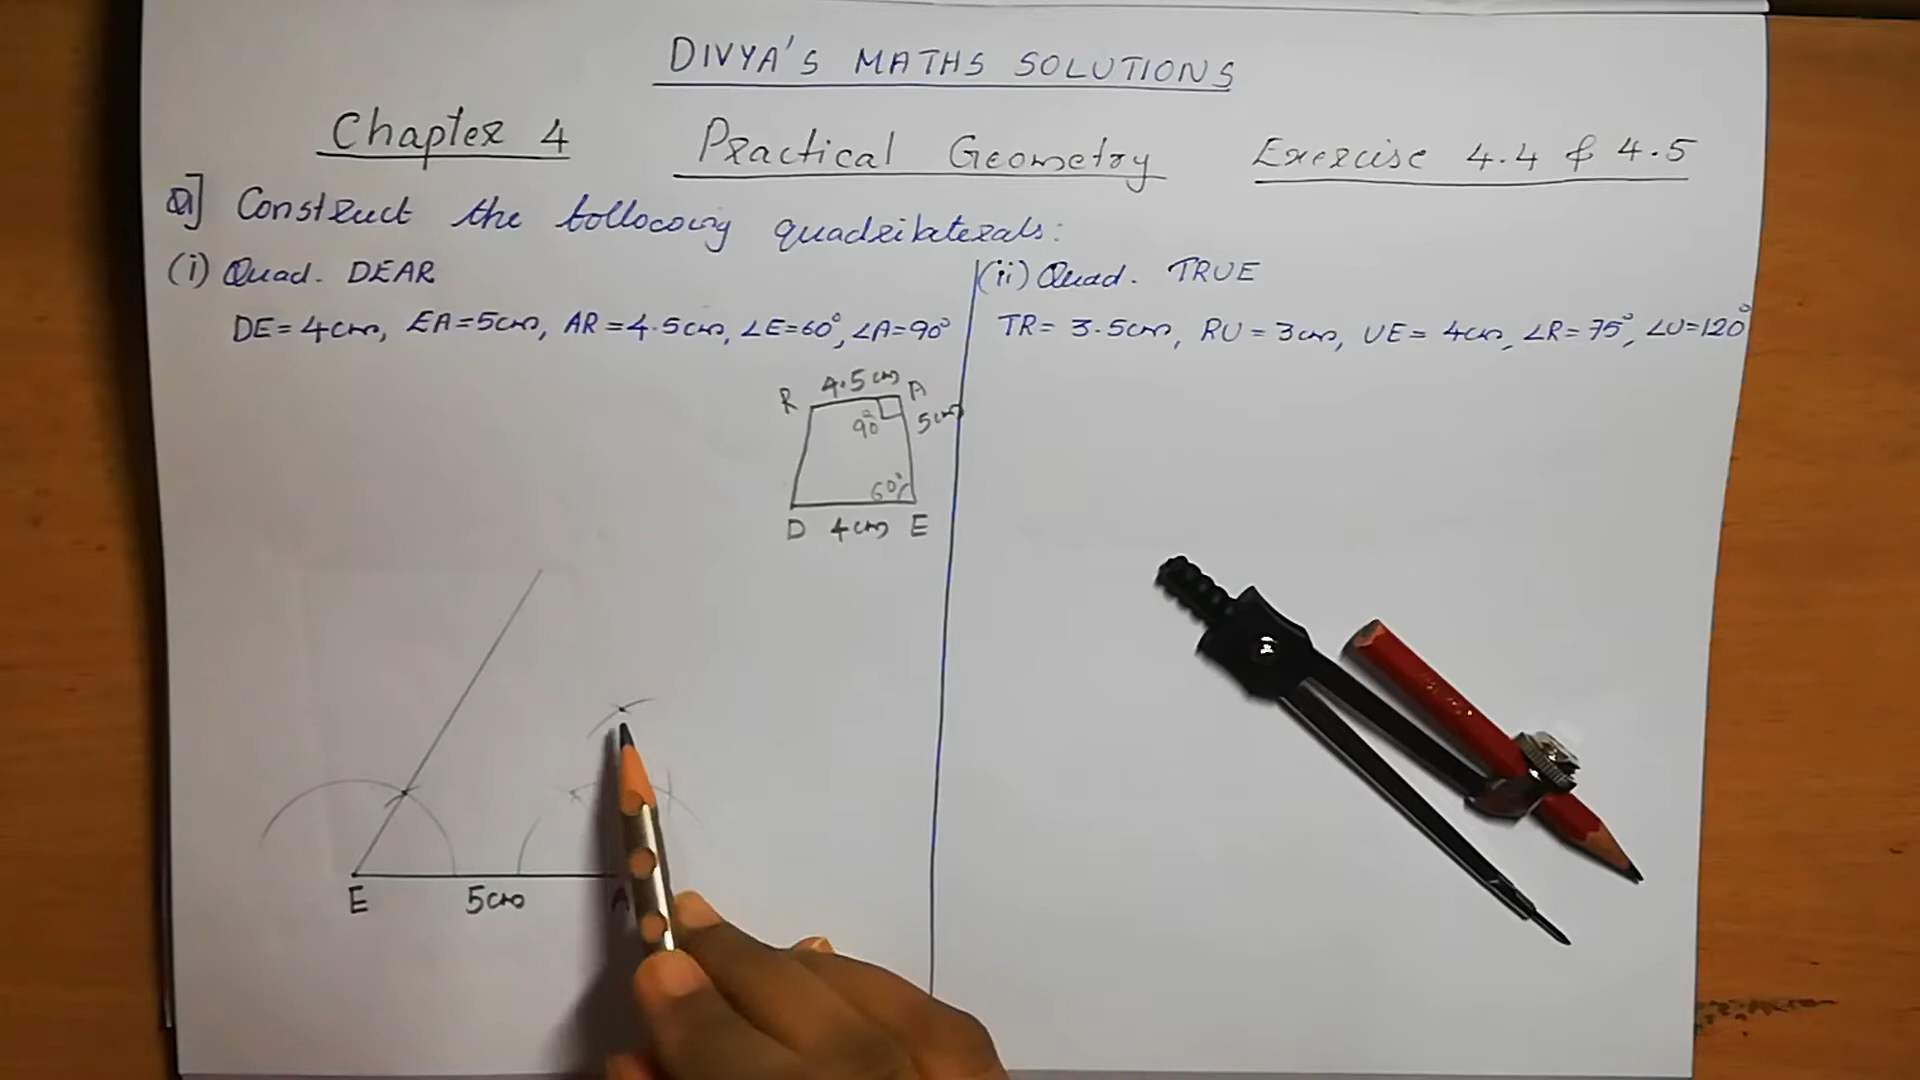 DIVYA'S MATHS SOLUTIONS
Chapter 4 Practical Geometry Exercise 4.4 & 4.5
Q] Construct the following quadrilaterals:
(i) Quad. DEAR
DE = 4cm, EA = 5cm, AR = 4.5cm, ∠E = 60°, ∠A = 90°
(ii) Quad. TRUE
TR = 3.5cm, RU = 3cm, UE = 4cm, ∠R = 75°, ∠U = 120°
R 4.5cm A
90° 5cm
60°
D 4cm E
E 5cm A